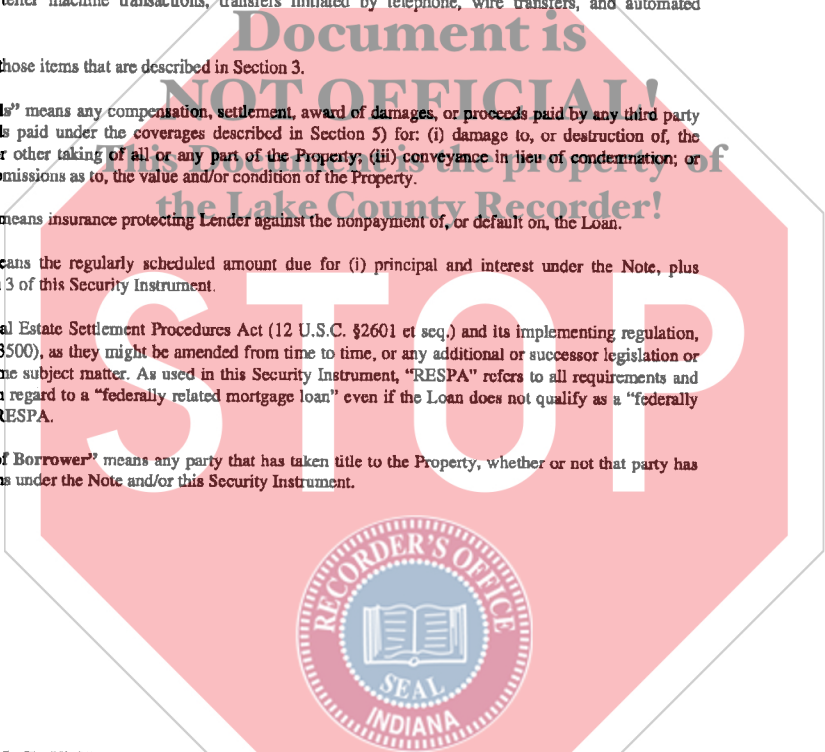 teller machine transactions, transfers initiated by telephone, wire transfers, and automated
Document is
those items that are described in Section 3.
NOT OFFICIAL!
ls” means any compensation, settlement, award of damages, or proceeds paid by any third party
s paid under the coverages described in Section 5) for: (i) damage to, or destruction of, the
r other taking of all or any part of the Property; (iii) conveyance in lieu of condemnation; or
This Document is the property of
missions as to, the value and/or condition of the Property.
the Lake County Recorder!
means insurance protecting Lender against the nonpayment of, or default on, the Loan.
eans the regularly scheduled amount due for (i) principal and interest under the Note, plus
3 of this Security Instrument.
STOP
al Estate Settlement Procedures Act (12 U.S.C. §2601 et seq.) and its implementing regulation,
3500), as they might be amended from time to time, or any additional or successor legislation or
me subject matter. As used in this Security Instrument, “RESPA” refers to all requirements and
regard to a “federally related mortgage loan” even if the Loan does not qualify as a “federally
RESPA.
of Borrower” means any party that has taken title to the Property, whether or not that party has
ns under the Note and/or this Security Instrument.
RECORDER'S OFFICE
SEAL
INDIANA